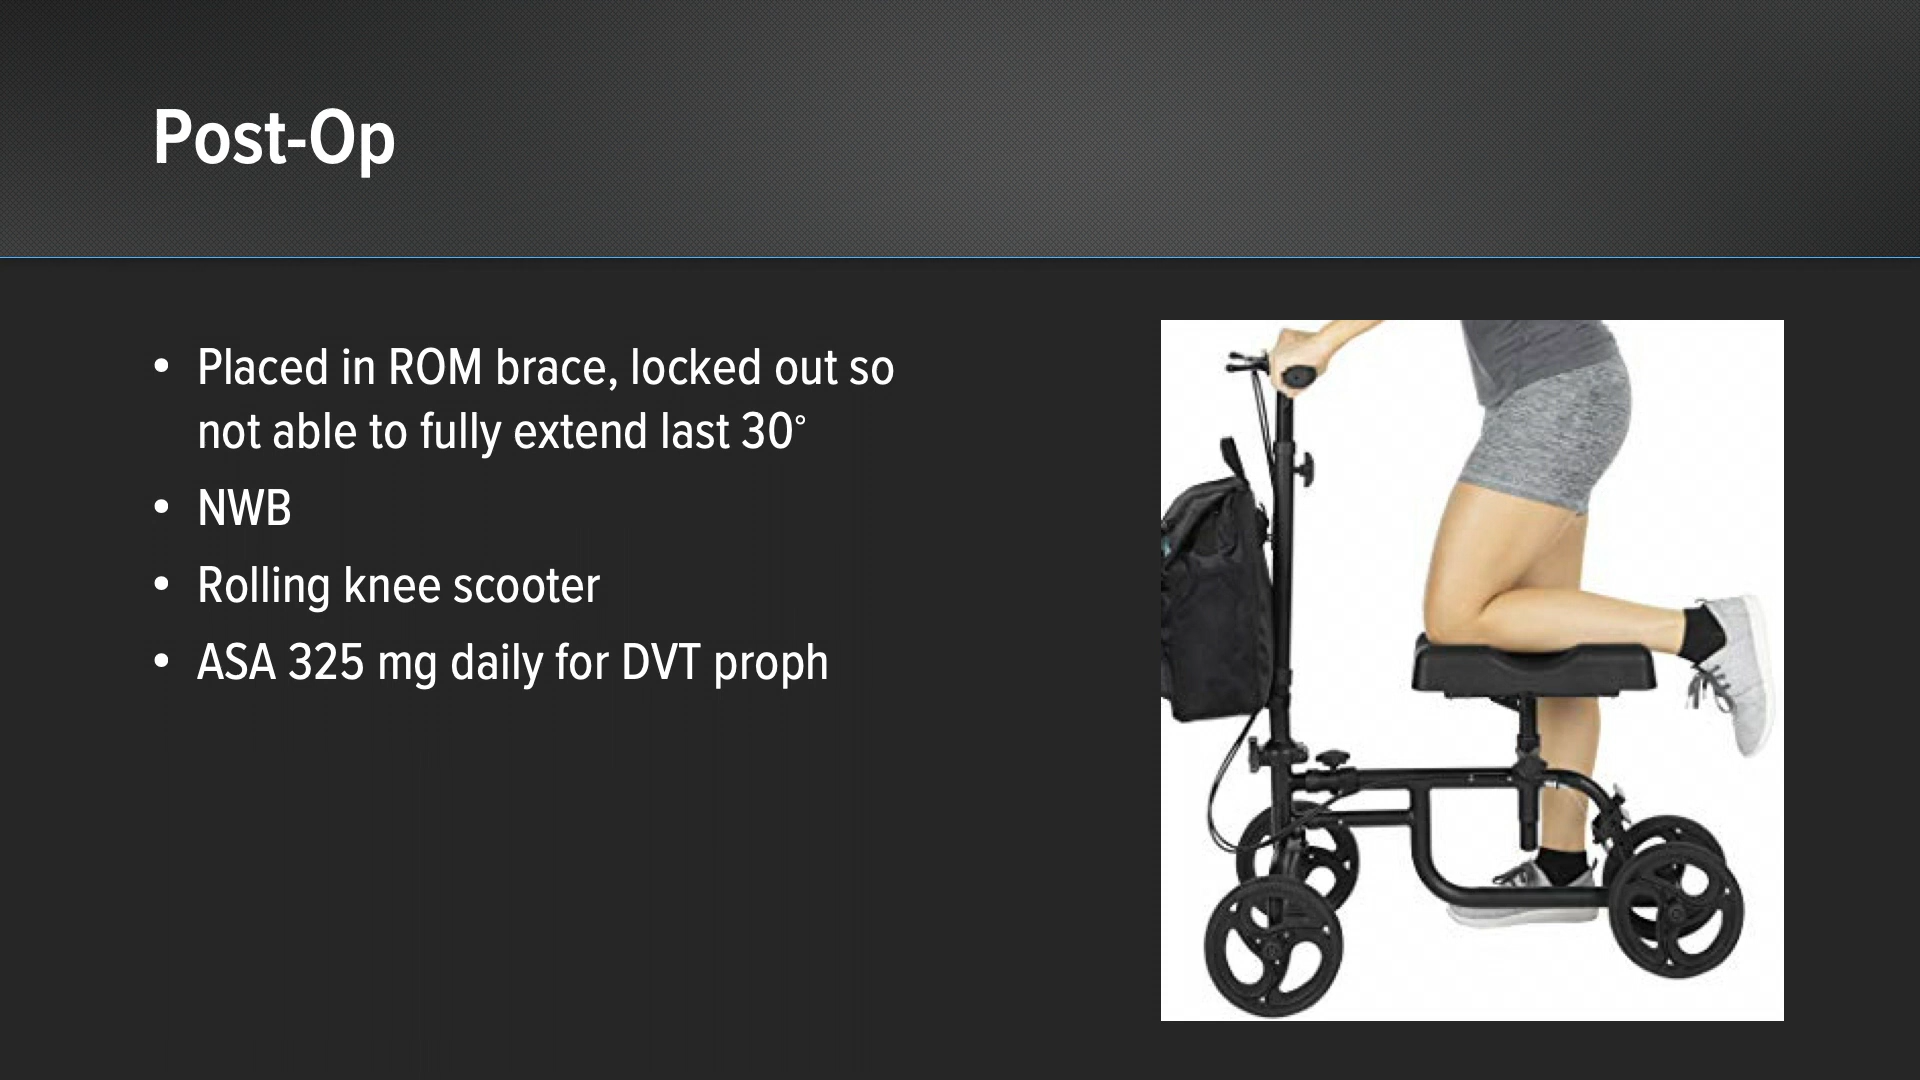 Post-Op
• Placed in ROM brace, locked out so
not able to fully extend last 30°
• NWB
• Rolling knee scooter
• ASA 325 mg daily for DVT proph